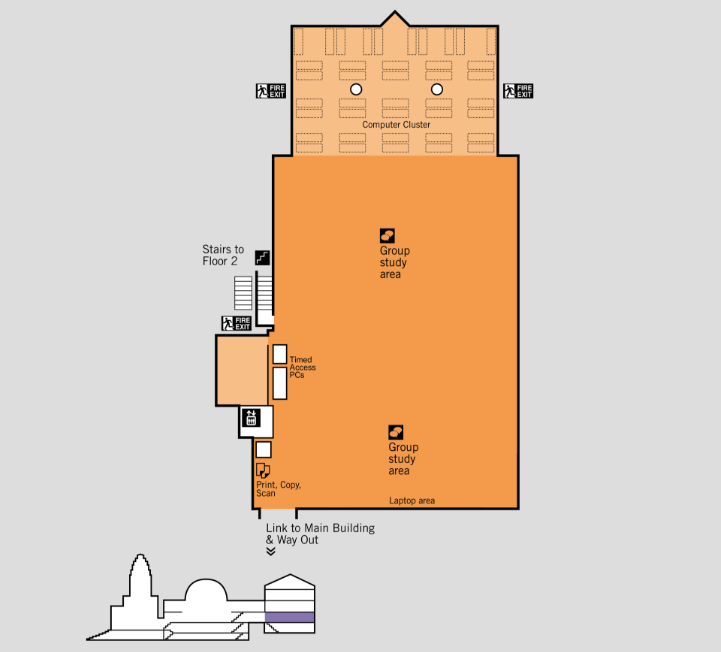 FIRE
EXIT
FIRE
EXIT
Computer Cluster
Stairs to
Floor 2
Group
study
area
FIRE
EXIT
Timed
Access
PCs
Group
study
area
Print, Copy,
Scan
Laptop area
Link to Main Building
& Way Out